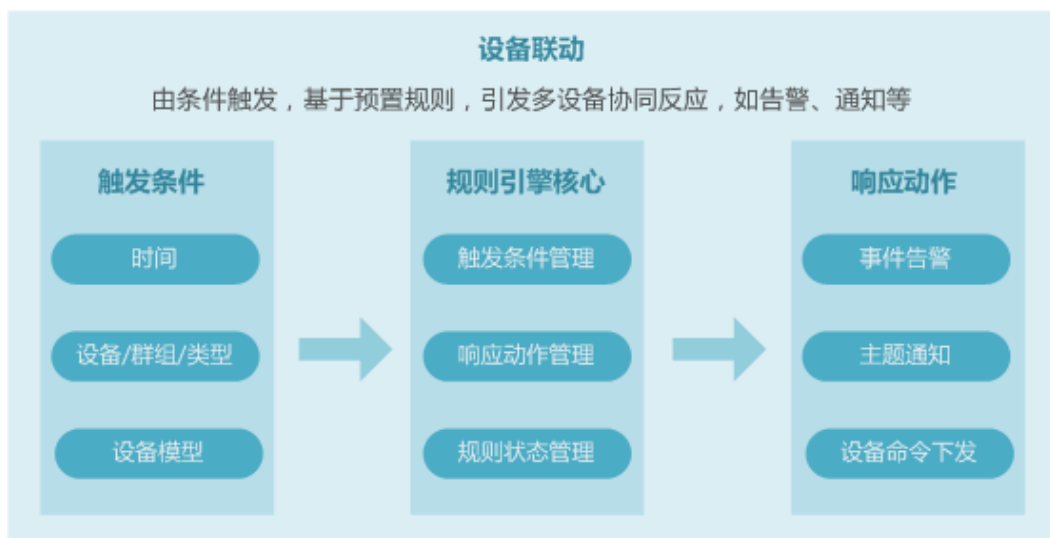 设备联动
由条件触发，基于预置规则，引发多设备协同反应，如告警、通知等
触发条件
时间
设备/群组/类型
设备模型
规则引擎核心
触发条件管理
响应动作管理
规则状态管理
响应动作
事件告警
主题通知
设备命令下发